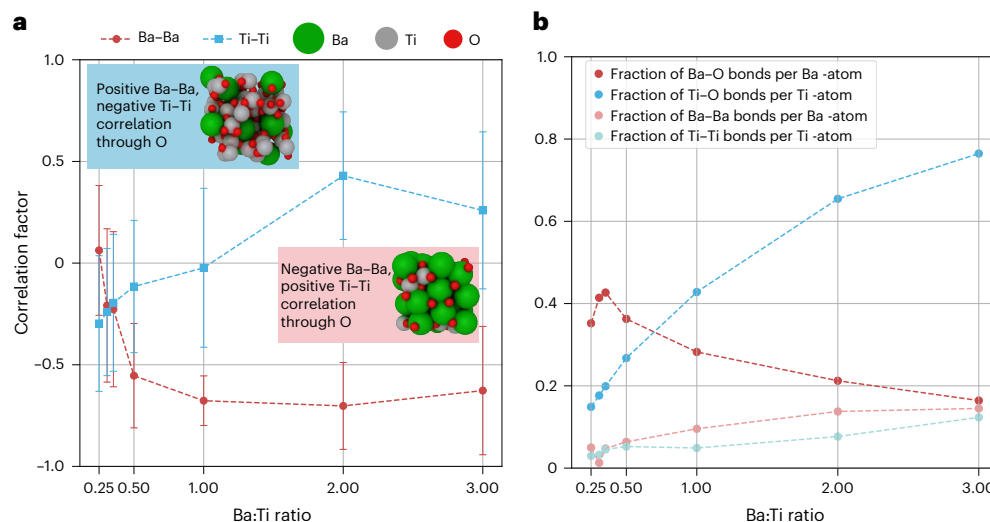 a
Ba–Ba Ti–Ti Ba Ti O
1.0
0.5
0
–0.5
–1.0
Correlation factor
Positive Ba–Ba,
negative Ti–Ti
correlation
through O
Negative Ba–Ba,
positive Ti–Ti
correlation
through O
0.25 0.50 1.00 2.00 3.00
Ba:Ti ratio
b
1.0
0.8
0.6
0.4
0.2
0
Fraction of Ba–O bonds per Ba -atom
Fraction of Ti–O bonds per Ti -atom
Fraction of Ba–Ba bonds per Ba -atom
Fraction of Ti–Ti bonds per Ti -atom
0.25 0.50 1.00 2.00 3.00
Ba:Ti ratio